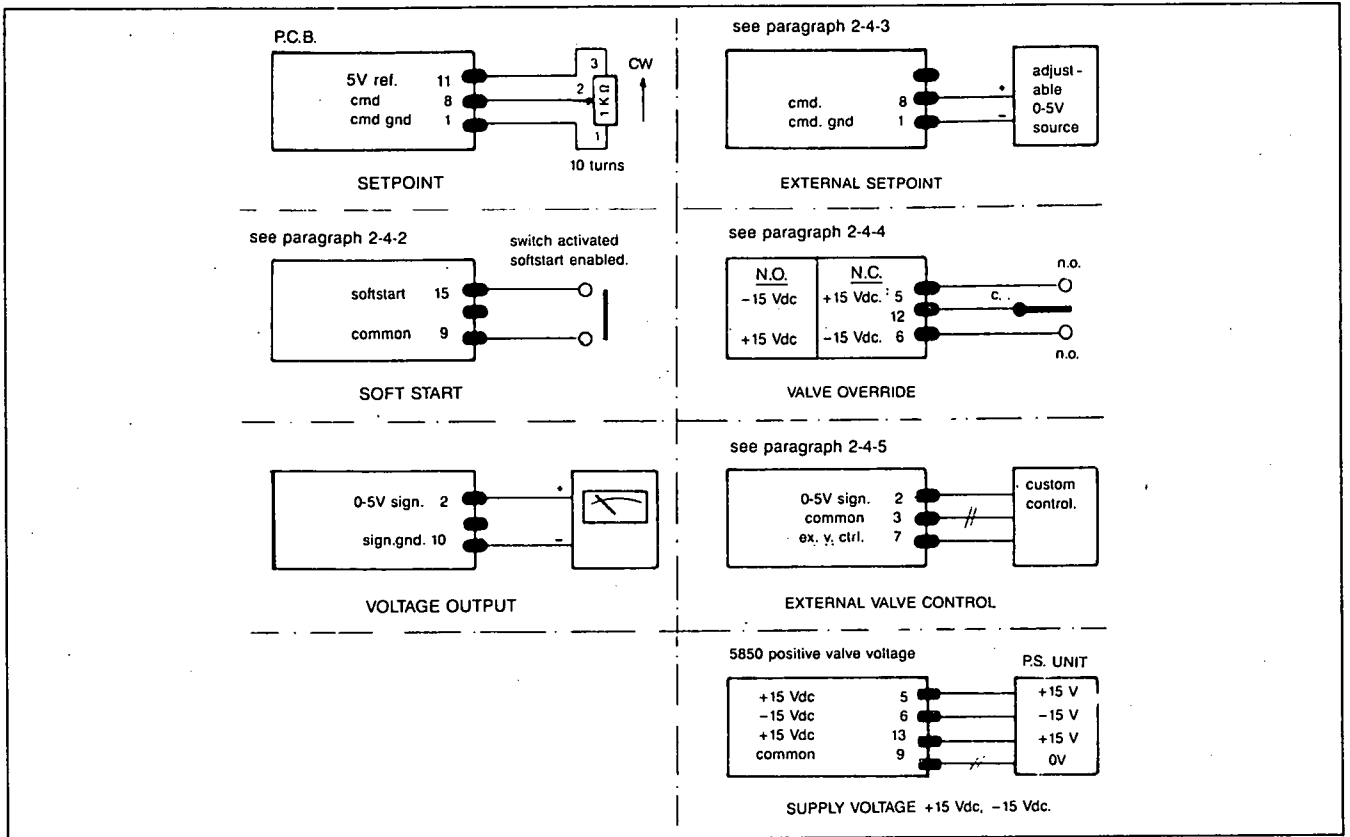 P.C.B.
5V ref. 11
cmd 8
cmd gnd 1
3
2
1
1 K Ω
CW
10 turns
SETPOINT
see paragraph 2-4-3
cmd. 8
cmd. gnd 1
+
-
adjust-
able
0-5V
source
EXTERNAL SETPOINT
see paragraph 2-4-2
switch activated
softstart enabled.
softstart 15
common 9
SOFT START
see paragraph 2-4-4
N.O. N.C.
-15 Vdc +15 Vdc. 5
12
+15 Vdc -15 Vdc. 6
n.o.
c.
n.o.
VALVE OVERRIDE
0-5V sign. 2
sign.gnd. 10
+
-
VOLTAGE OUTPUT
see paragraph 2-4-5
0-5V sign. 2
common 3
ex. v. ctrl. 7
custom
control.
EXTERNAL VALVE CONTROL
5850 positive valve voltage
P.S. UNIT
+15 Vdc 5 +15 V
-15 Vdc 6 -15 V
+15 Vdc 13 +15 V
common 9 0V
SUPPLY VOLTAGE +15 Vdc, -15 Vdc.